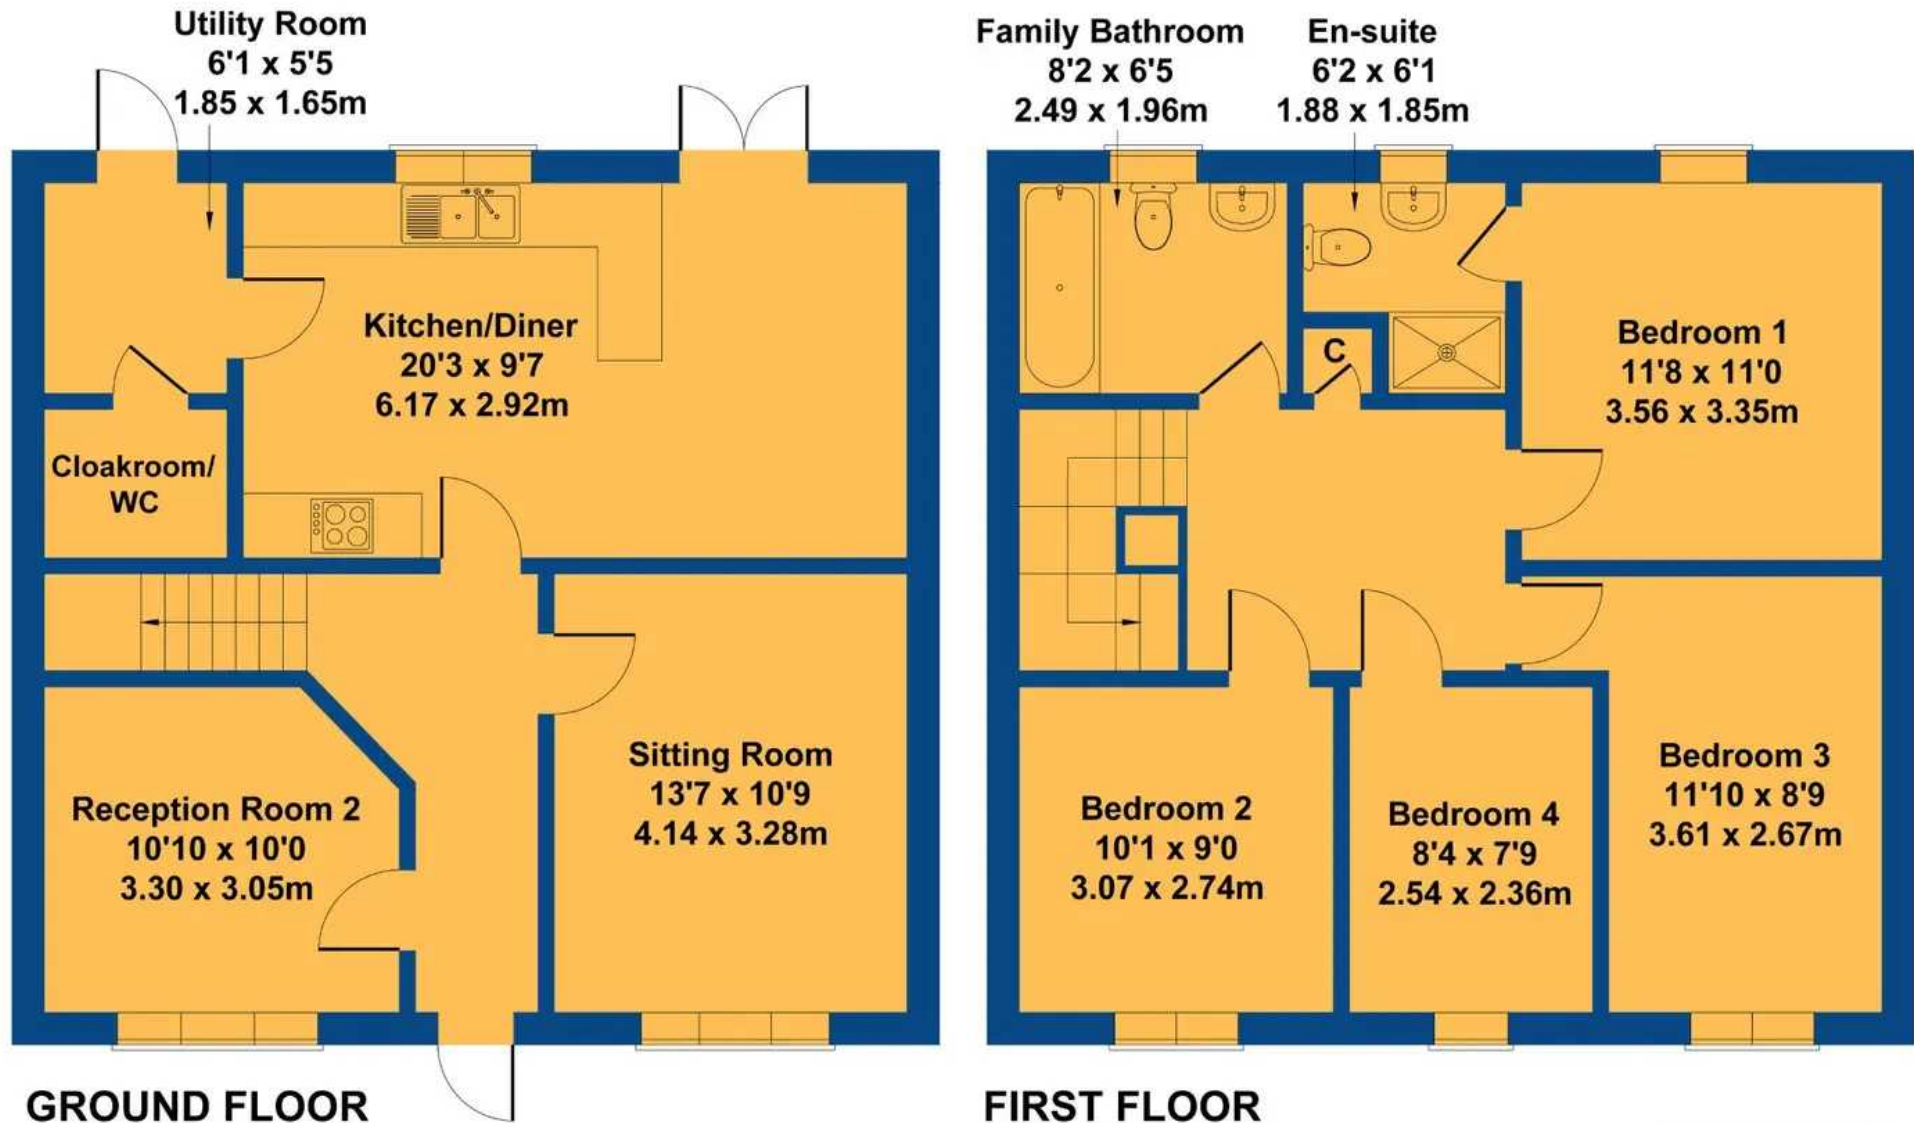 Utility Room
6'1 x 5'5
1.85 x 1.65m
Kitchen/Diner
20'3 x 9'7
6.17 x 2.92m
Cloakroom/
WC
Reception Room 2
10'10 x 10'0
3.30 x 3.05m
Sitting Room
13'7 x 10'9
4.14 x 3.28m
GROUND FLOOR
Family Bathroom
8'2 x 6'5
2.49 x 1.96m
En-suite
6'2 x 6'1
1.88 x 1.85m
C
Bedroom 1
11'8 x 11'0
3.56 x 3.35m
Bedroom 2
10'1 x 9'0
3.07 x 2.74m
Bedroom 4
8'4 x 7'9
2.54 x 2.36m
Bedroom 3
11'10 x 8'9
3.61 x 2.67m
FIRST FLOOR